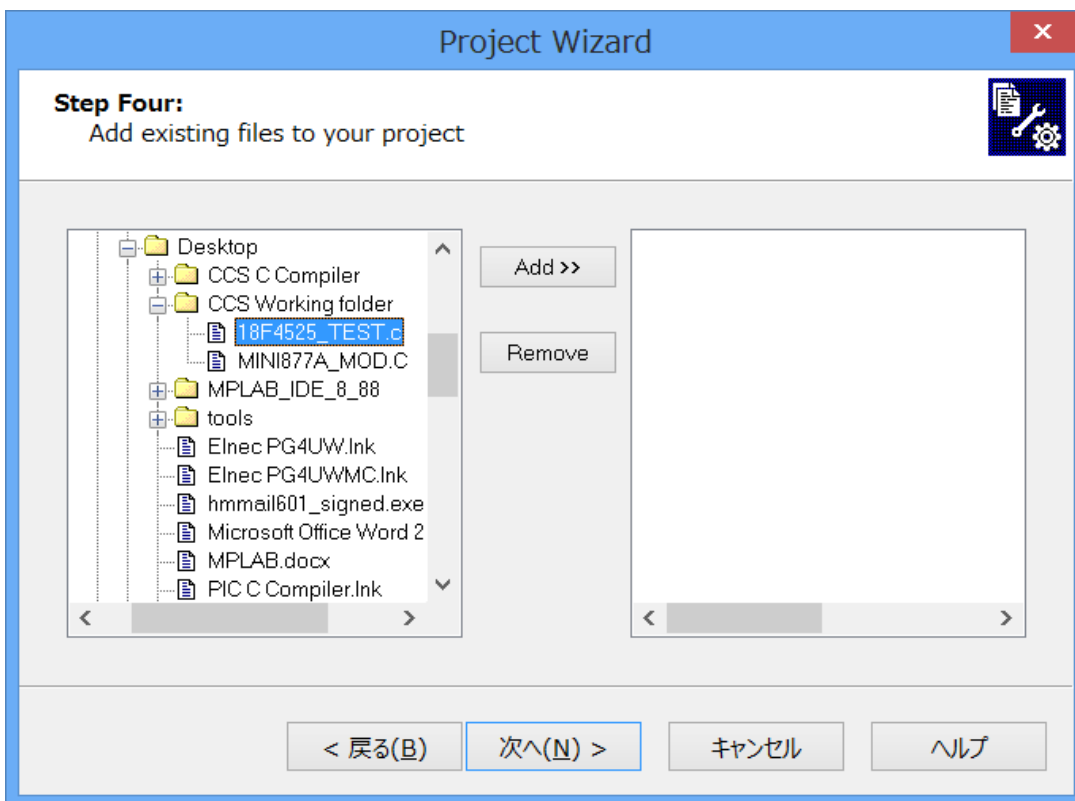 Project Wizard
Step Four:
Add existing files to your project
Desktop
CCS C Compiler
CCS Working folder
18F4525_TEST.c
MINI877A_MOD.C
MPLAB_IDE_8_88
tools
Elnec PG4UW.lnk
Elnec PG4UWMC.lnk
hmmail601_signed.exe
Microsoft Office Word 2
MPLAB.docx
PIC C Compiler.lnk
Add >>
Remove
< 戻る(B)
次へ(N) >
キャンセル
ヘルプ